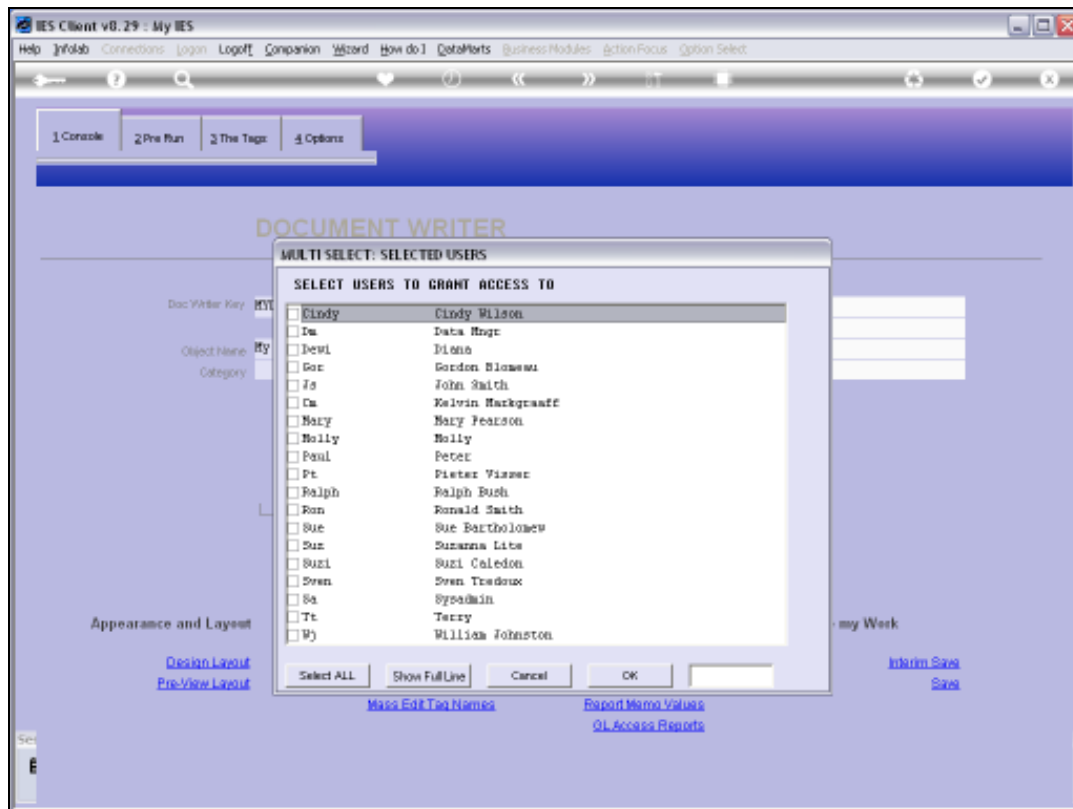 IES Client v8.29 : My IES
Help Infolab Connections Logon Logoff Companion Wizard How do I DataMarts Business Modules Action Focus Option Select
1 Console 2 Pre Run 3 The Tags 4 Options
DOCUMENT WRITER
MULTI SELECT: SELECTED USERS
SELECT USERS TO GRANT ACCESS TO
Doc Writer Key
Object Name My
Category
Cindy Cindy Wilson
Dm Data Mngr
Dewi Diana
Gor Gordon Blomeau
Js John Smith
Kelvin Markgraaff
Mary Mary Pearson
Molly Molly
Paul Peter
Pt Pieter Visser
Ralph Ralph Bush
Ron Ronald Smith
Sue Sue Bartholomew
Suz Suzanna Lite
Suzi Suzi Caledon
Sven Sven Tredoux
Sa Sysadmin
Tt Terry
Wj William Johnston
Appearance and Layout my Work
Design Layout Interim Save
Pre-View Layout Save
Select ALL Show Full Line Cancel OK
Mass Edit Tag Names Report Memo Values
GL Access Reports